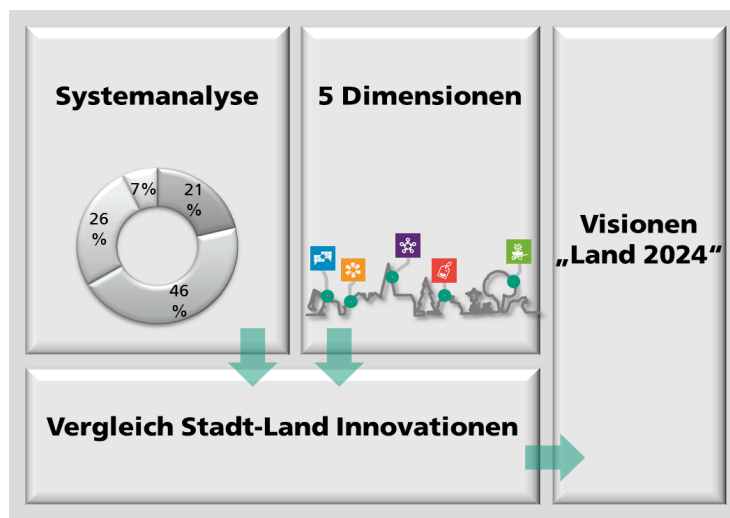 Systemanalyse
7%
21
%
26
%
46
%
5 Dimensionen
Vergleich Stadt-Land Innovationen
Visionen
„Land 2024“